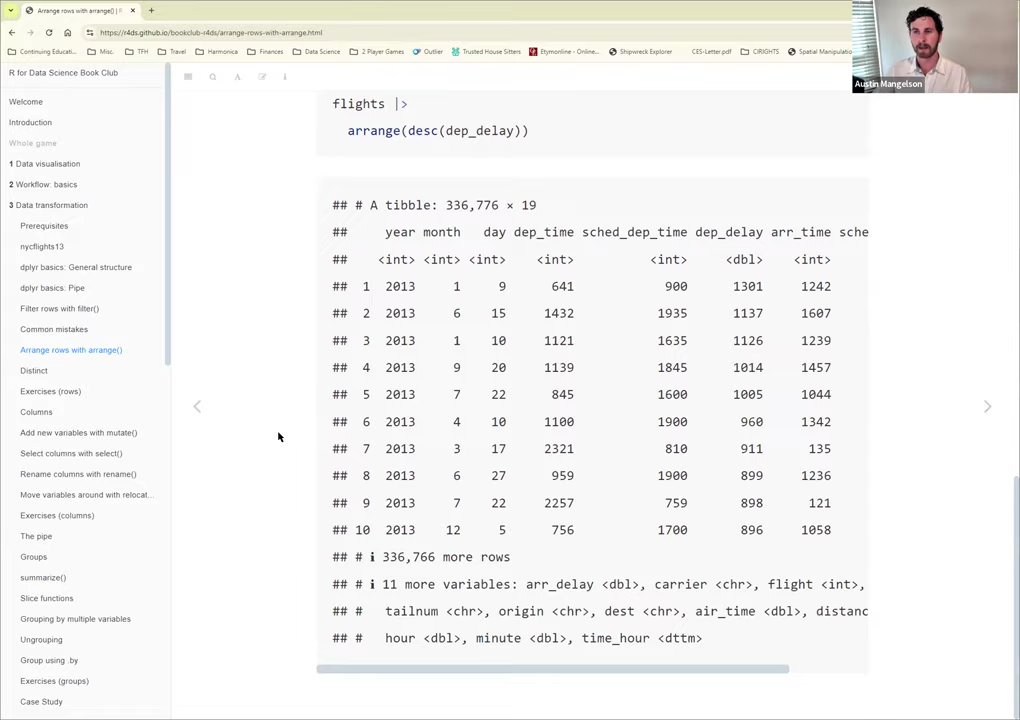 Arrange rows with arrange() | F
https://r4ds.github.io/bookclub-r4ds/arrange-rows-with-arrange.html
Continuing Educati... Misc. TFH Travel Harmonica Finances Data Science 2 Player Games Outlier Trusted House Sitters Etymonline - Online... Shipwreck Explorer CES-Letter.pdf CIRIGHTS Spatial Manipulatio
Austin Mangelson
R for Data Science Book Club
Welcome
Introduction
Whole game
1 Data visualisation
2 Workflow: basics
3 Data transformation
Prerequisites
nycflights13
dplyr basics: General structure
dplyr basics: Pipe
Filter rows with filter()
Common mistakes
Arrange rows with arrange()
Distinct
Exercises (rows)
Columns
Add new variables with mutate()
Select columns with select()
Rename columns with rename()
Move variables around with relocat...
Exercises (columns)
The pipe
Groups
summarize()
Slice functions
Grouping by multiple variables
Ungrouping
Group using .by
Exercises (groups)
Case Study
flights |>
arrange(desc(dep_delay))
## # A tibble: 336,776 × 19
## year month day dep_time sched_dep_time dep_delay arr_time sche
## <int> <int> <int> <int> <int> <dbl> <int>
## 1 2013 1 9 641 900 1301 1242
## 2 2013 6 15 1432 1935 1137 1607
## 3 2013 1 10 1121 1635 1126 1239
## 4 2013 9 20 1139 1845 1014 1457
## 5 2013 7 22 845 1600 1005 1044
## 6 2013 4 10 1100 1900 960 1342
## 7 2013 3 17 2321 810 911 135
## 8 2013 6 27 959 1900 899 1236
## 9 2013 7 22 2257 759 898 121
## 10 2013 12 5 756 1700 896 1058
## # ℹ 336,766 more rows
## # ℹ 11 more variables: arr_delay <dbl>, carrier <chr>, flight <int>,
## # tailnum <chr>, origin <chr>, dest <chr>, air_time <dbl>, distanc
## # hour <dbl>, minute <dbl>, time_hour <dttm>